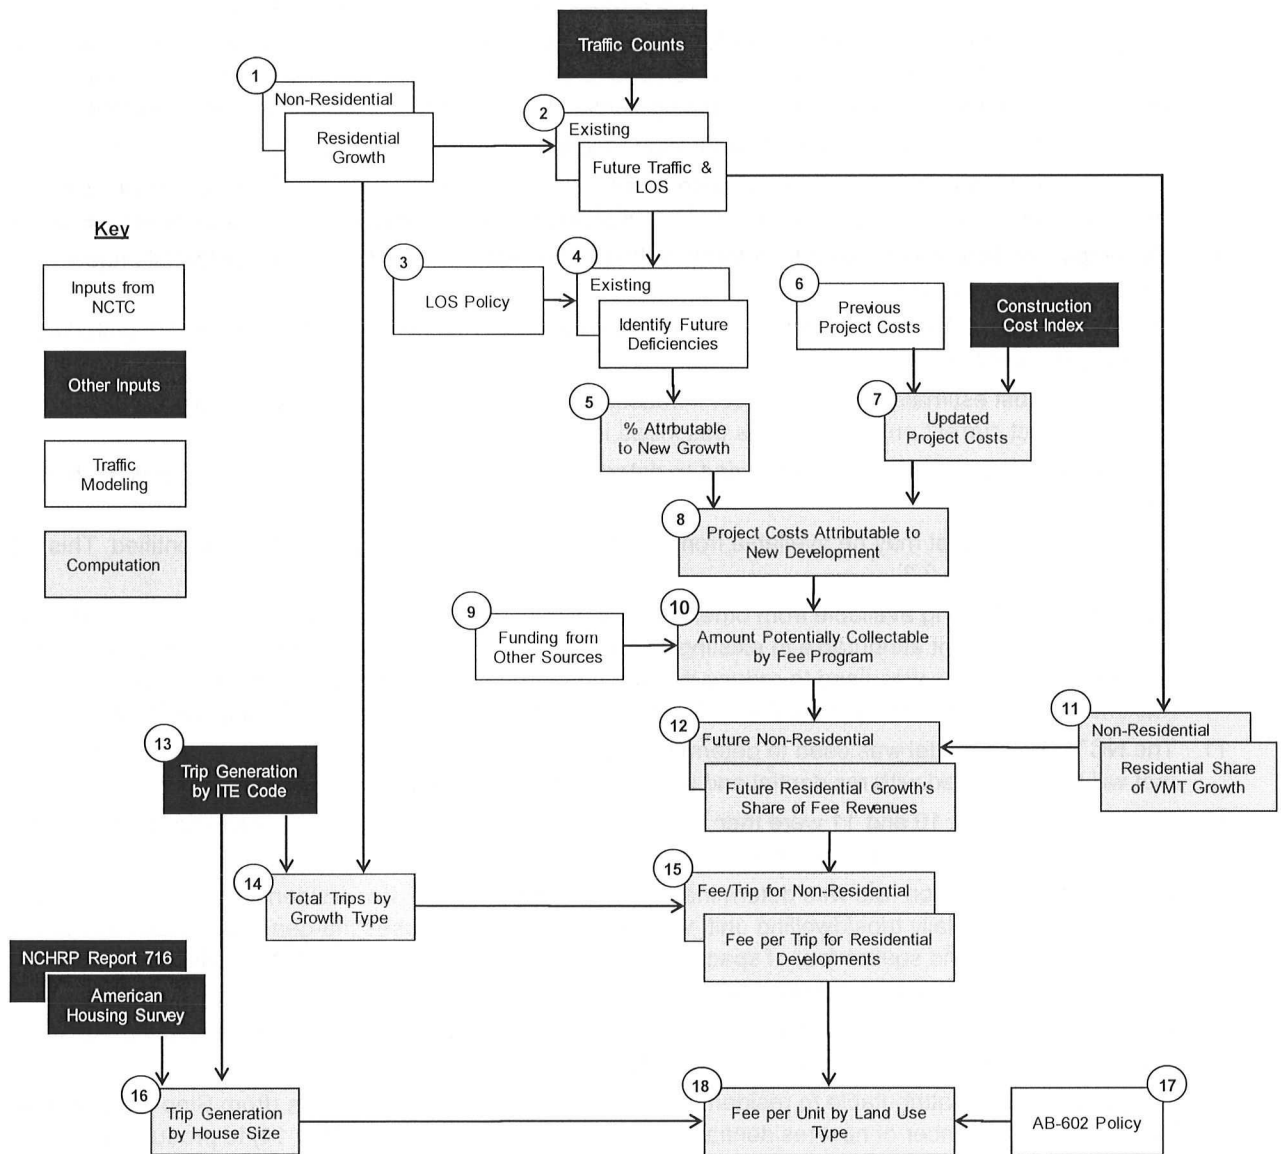 Traffic Counts
1
Non-Residential
Residential
Growth
2
Existing
Future Traffic &
LOS
Key
Inputs from
NCTC
Other Inputs
Traffic
Modeling
Computation
3
LOS Policy
4
Existing
Identify Future
Deficiencies
6
Previous
Project Costs
Construction
Cost Index
5
% Attrbutable
to New Growth
7
Updated
Project Costs
8
Project Costs Attributable to
New Development
9
Funding from
Other Sources
10
Amount Potentially Collectable
by Fee Program
11
Non-Residential
Residential Share
of VMT Growth
12
Future Non-Residential
Future Residential Growth's
Share of Fee Revenues
13
Trip Generation
by ITE Code
14
Total Trips by
Growth Type
15
Fee/Trip for Non-Residential
Fee per Trip for Residential
Developments
NCHRP Report 716
American
Housing Survey
16
Trip Generation
by House Size
18
Fee per Unit by Land Use
Type
17
AB-602 Policy